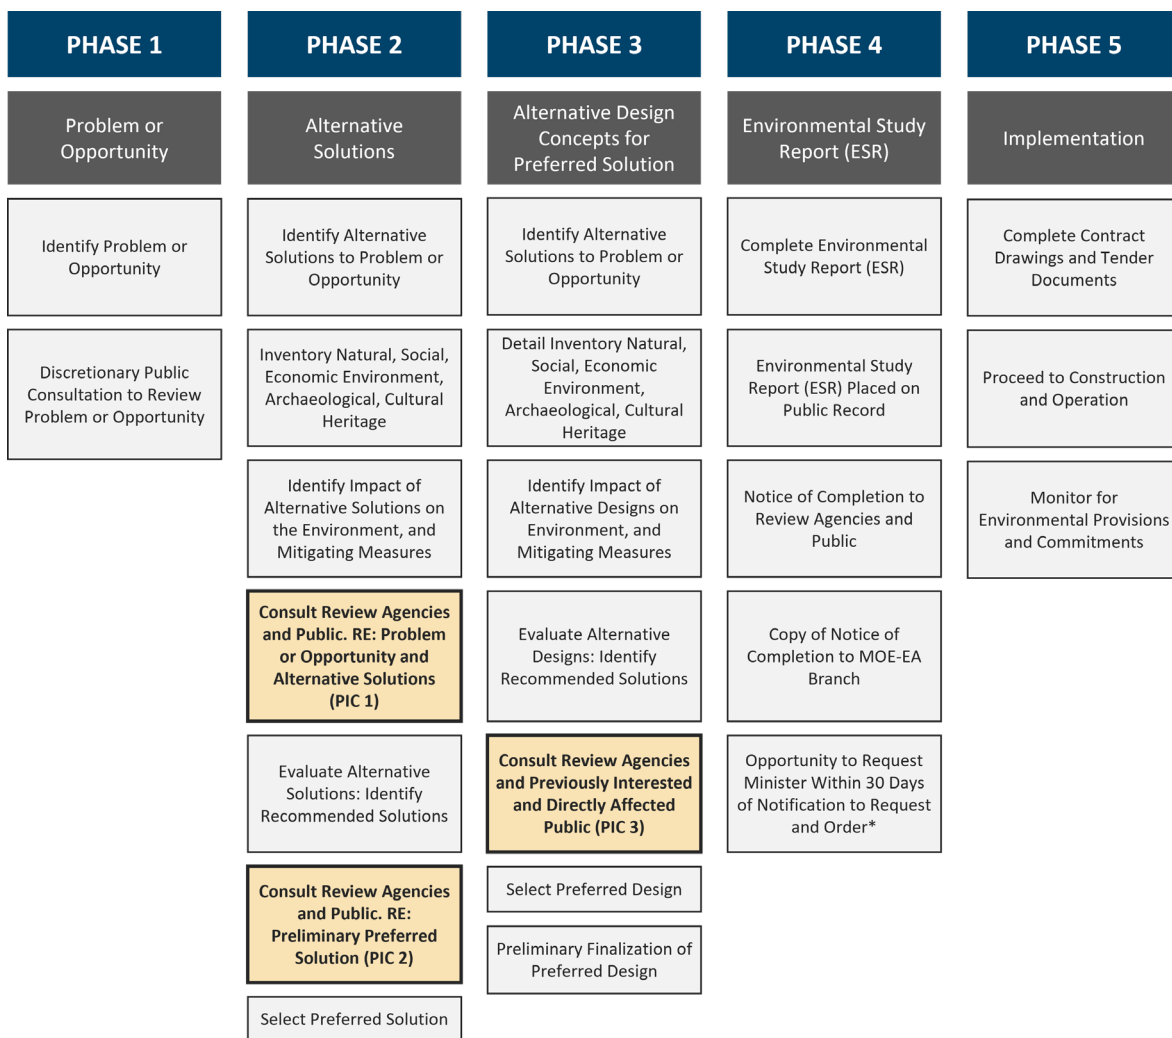 PHASE 1
Problem or
Opportunity
Identify Problem or
Opportunity
Discretionary Public
Consultation to Review
Problem or Opportunity
PHASE 2
Alternative
Solutions
Identify Alternative
Solutions to Problem or
Opportunity
Inventory Natural, Social,
Economic Environment,
Archaeological, Cultural
Heritage
Identify Impact of
Alternative Solutions on
the Environment, and
Mitigating Measures
Consult Review Agencies
and Public. RE: Problem
or Opportunity and
Alternative Solutions
(PIC 1)
Evaluate Alternative
Solutions: Identify
Recommended Solutions
Consult Review Agencies
and Public. RE:
Preliminary Preferred
Solution (PIC 2)
Select Preferred Solution
PHASE 3
Alternative Design
Concepts for
Preferred Solution
Identify Alternative
Solutions to Problem or
Opportunity
Detail Inventory Natural,
Social, Economic
Environment,
Archaeological, Cultural
Heritage
Identify Impact of
Alternative Designs on
Environment, and
Mitigating Measures
Evaluate Alternative
Designs: Identify
Recommended Solutions
Consult Review Agencies
and Previously Interested
and Directly Affected
Public (PIC 3)
Select Preferred Design
Preliminary Finalization of
Preferred Design
PHASE 4
Environmental Study
Report (ESR)
Complete Environmental
Study Report (ESR)
Environmental Study
Report (ESR) Placed on
Public Record
Notice of Completion to
Review Agencies and
Public
Copy of Notice of
Completion to MOE-EA
Branch
Opportunity to Request
Minister Within 30 Days
of Notification to Request
and Order*
PHASE 5
Implementation
Complete Contract
Drawings and Tender
Documents
Proceed to Construction
and Operation
Monitor for
Environmental Provisions
and Commitments